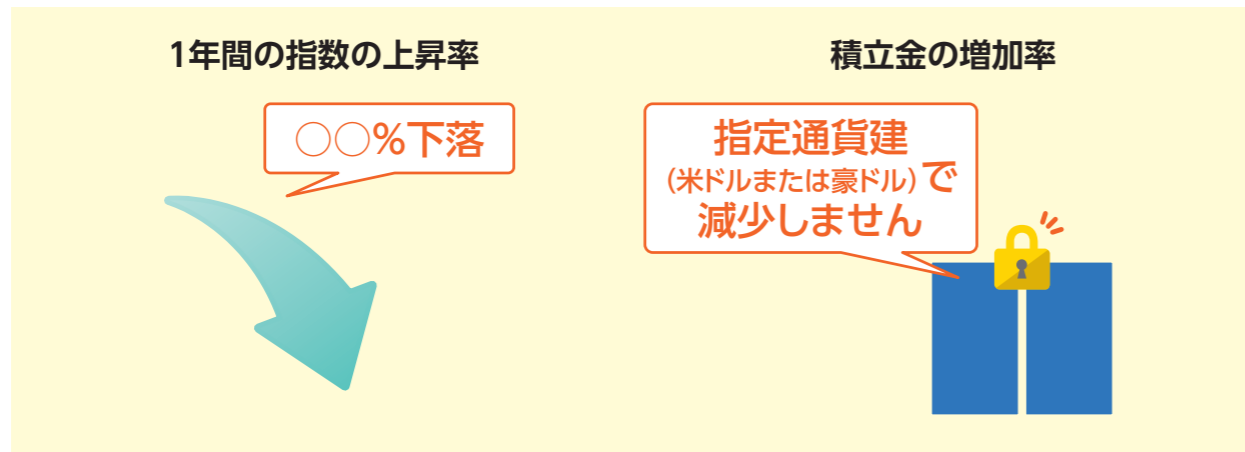 1年間の指数の上昇率
○○%下落
積立金の増加率
指定通貨建
(米ドルまたは豪ドル)で
減少しません